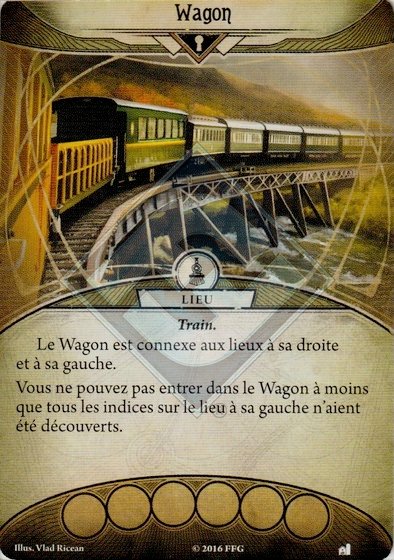 Wagon
LIEU
Train.
Le Wagon est connexe aux lieux à sa droite
et à sa gauche.
Vous ne pouvez pas entrer dans le Wagon à moins
que tous les indices sur le lieu à sa gauche n’aient
été découverts.
Illus. Vlad Ricean
© 2016 FFG